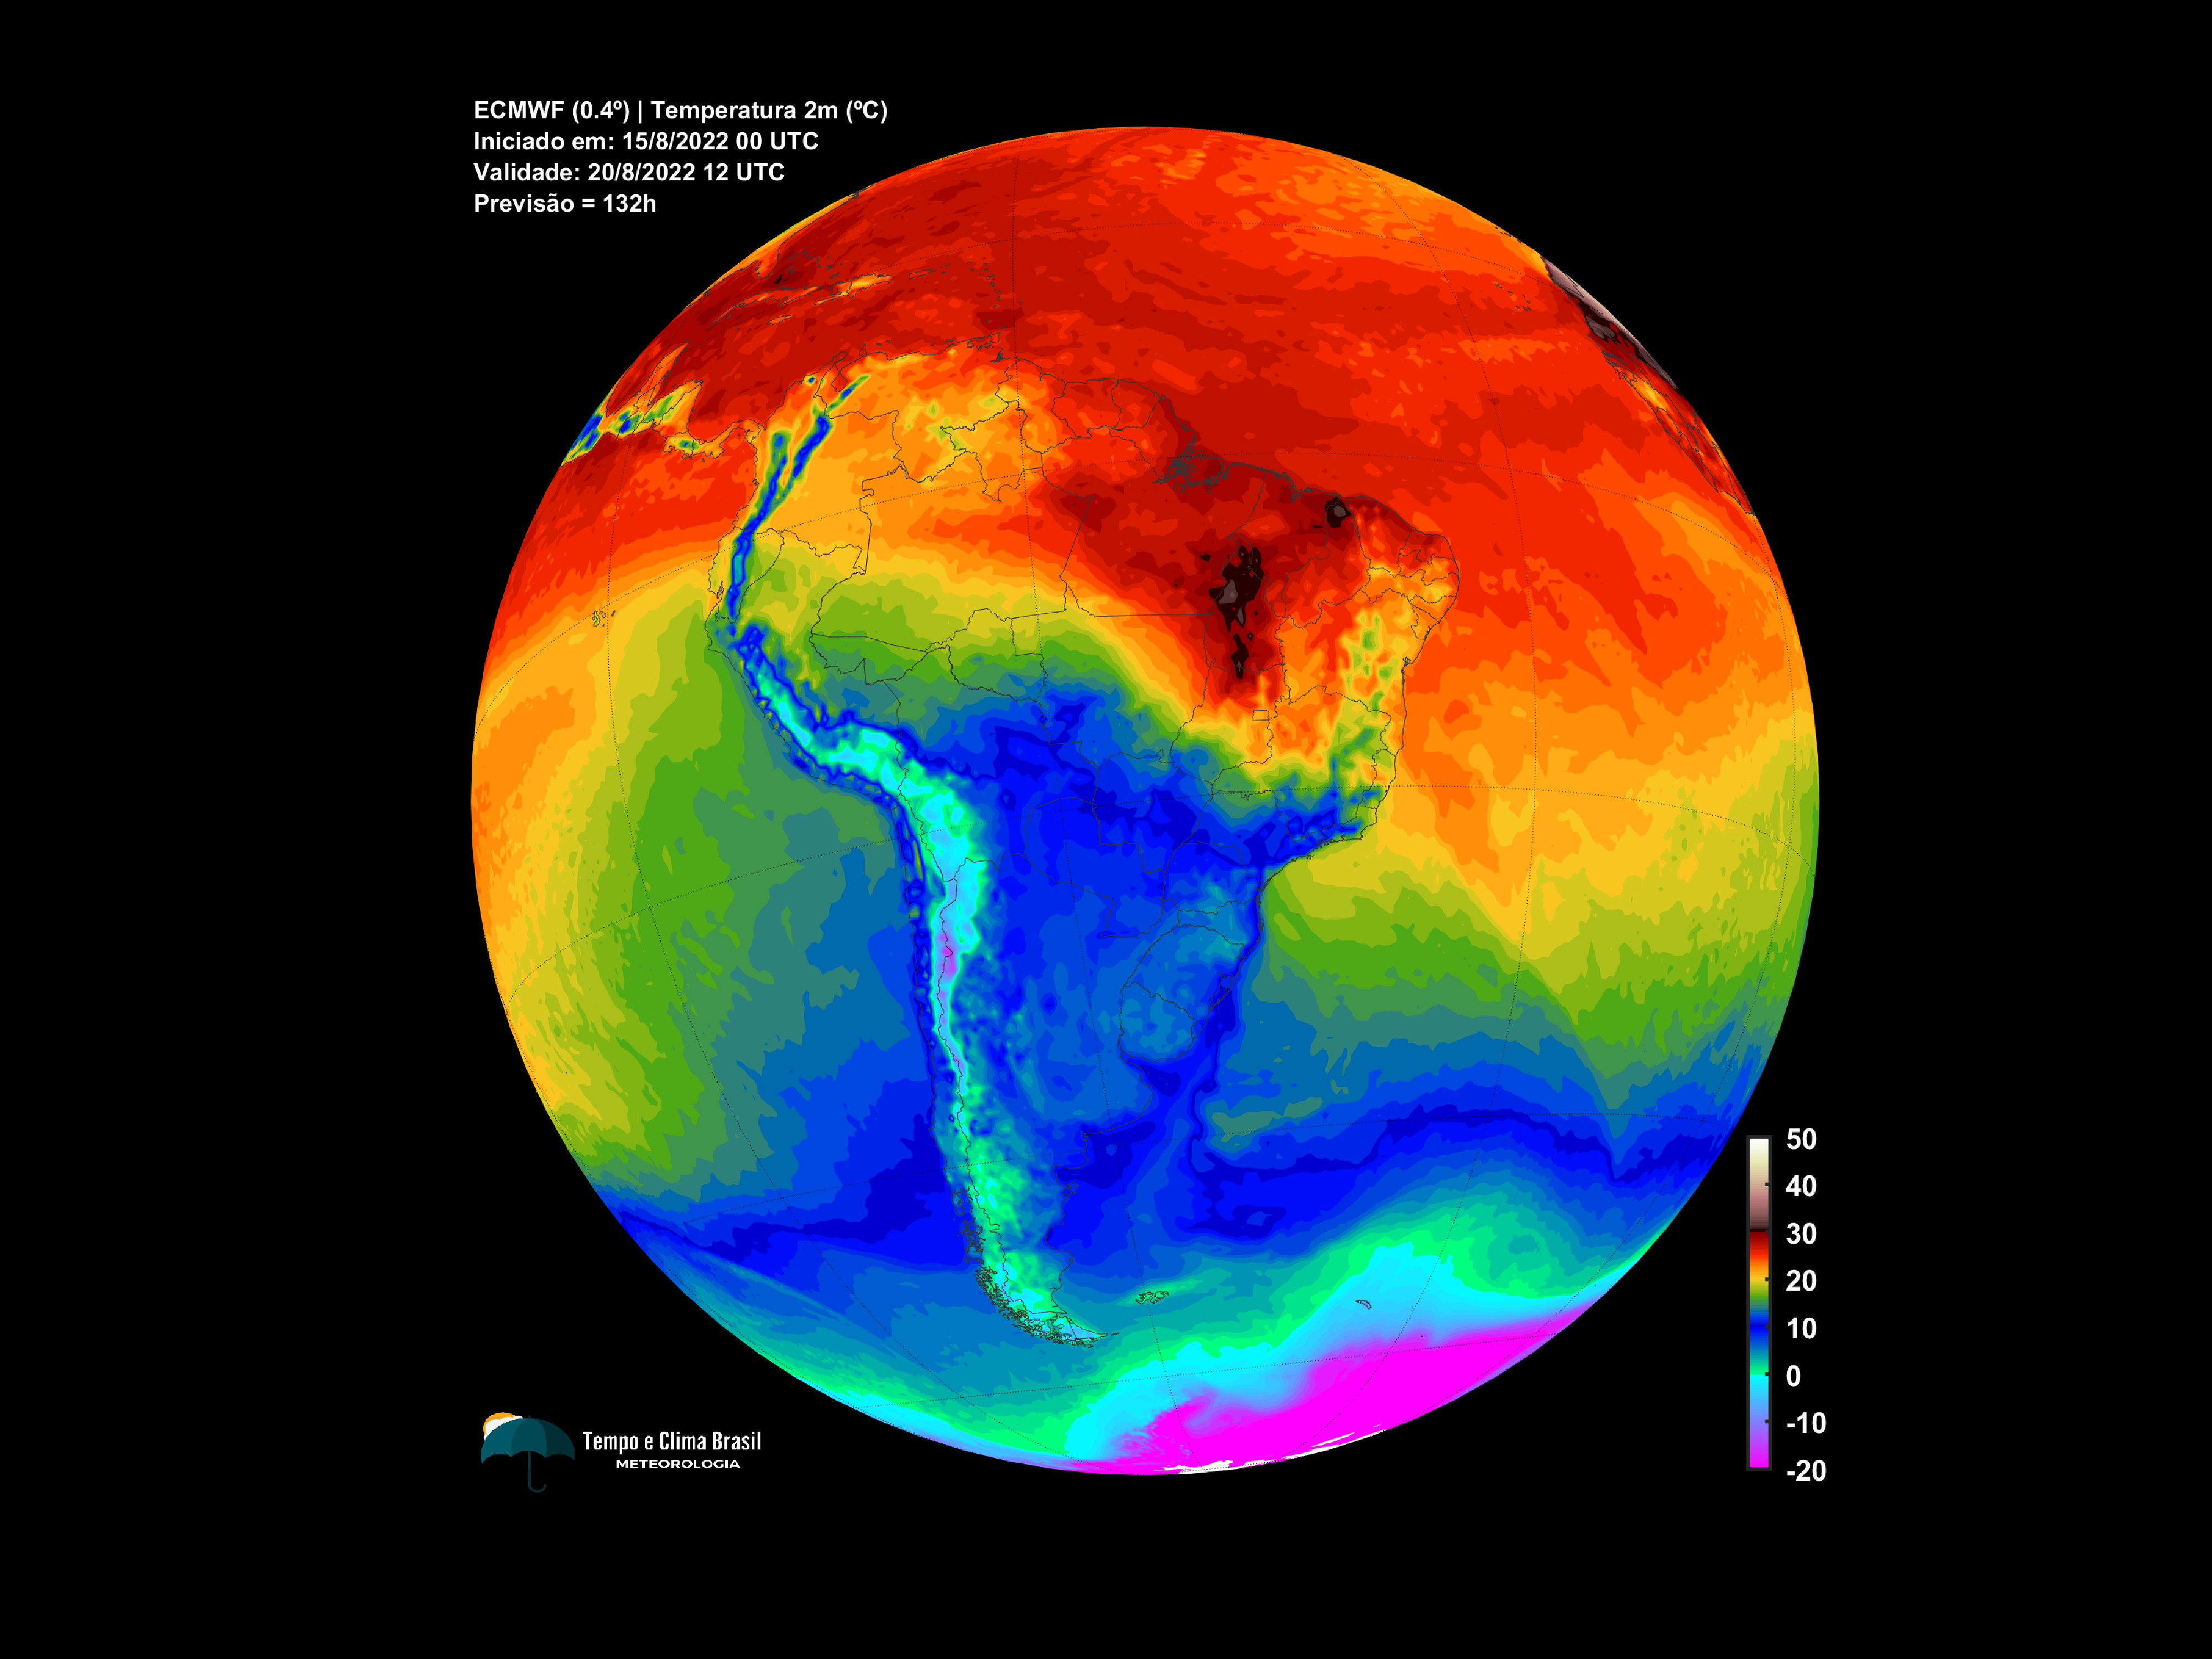 ECMWF (0.4º) | Temperatura 2m (ºC)
Iniciado em: 15/8/2022 00 UTC
Validade: 20/8/2022 12 UTC
Previsão = 132h
50
40
30
20
10
0
-10
-20
Tempo e Clima Brasil
METEOROLOGIA